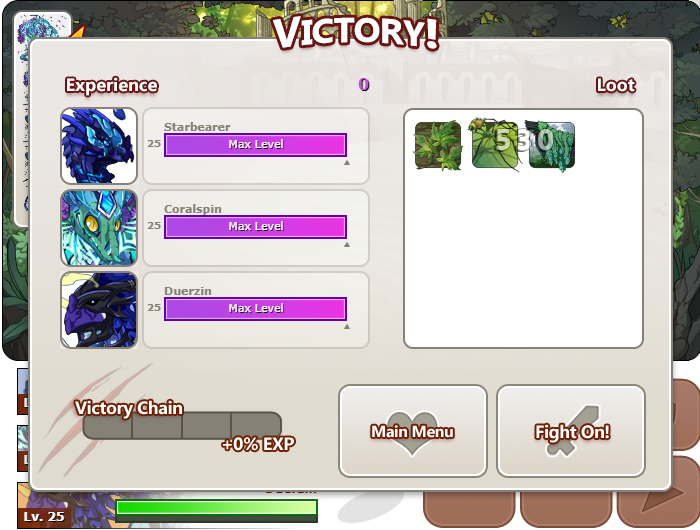 VICTORY!
Experience
0
Loot
Starbearer
25
Max Level
530
Coralspin
25
Max Level
Duerzin
25
Max Level
Victory Chain
+0% EXP
Main Menu
Fight On!
Lv. 25